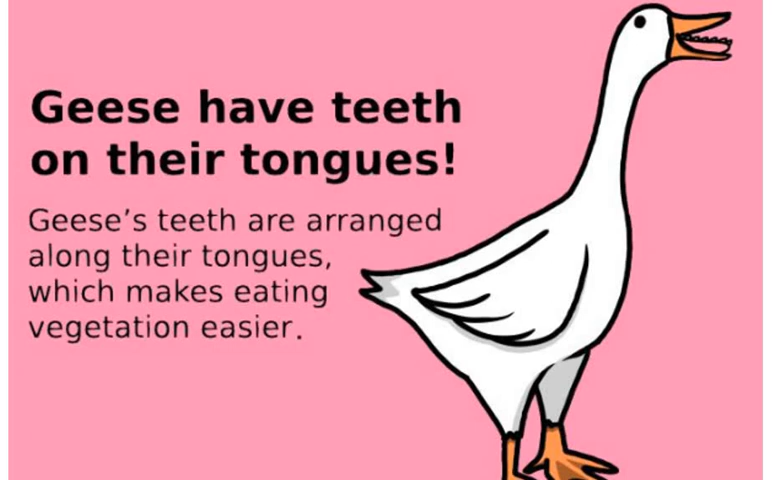 Geese have teeth
on their tongues!
Geese’s teeth are arranged
along their tongues,
which makes eating
vegetation easier.